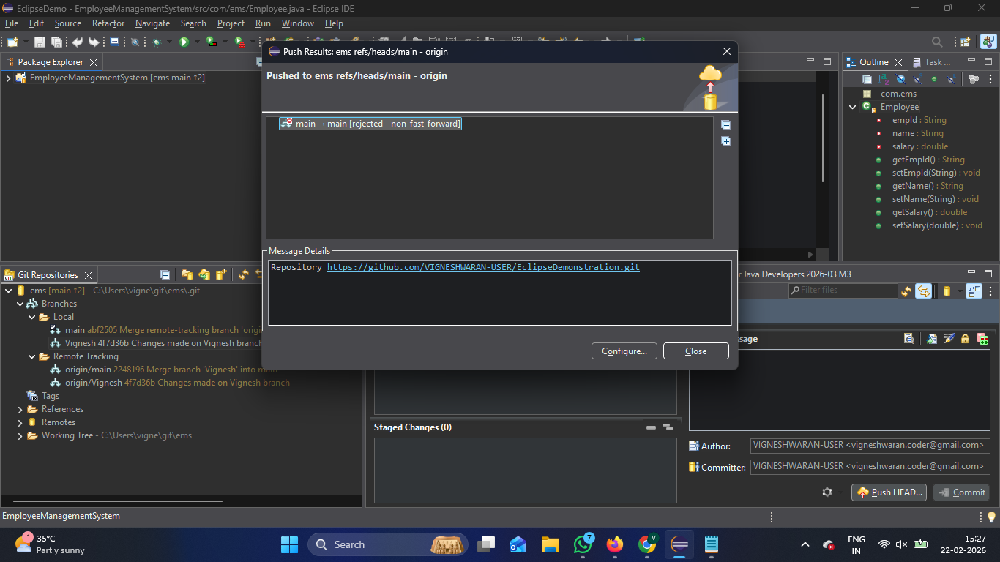 EclipseDemo - EmployeeManagementSystem/src/com/ems/Employee.java - Eclipse IDE
File Edit Source Refactor Navigate Search Project Run Window Help
Package Explorer
EmployeeManagementSystem [ems main ↑2]
Push Results: ems refs/heads/main - origin
Pushed to ems refs/heads/main - origin
main → main [rejected - non-fast-forward]
Message Details
Repository https://github.com/VIGNESHWARAN-USER/EclipseDemonstration.git
Configure...
Close
Outline
Task ...
com.ems
Employee
empId : String
name : String
salary : double
getEmpId() : String
setEmpId(String) : void
getName() : String
setName(String) : void
getSalary() : double
setSalary(double) : void
Git Repositories
ems [main ↑2] - C:\Users\vigne\git\ems\.git
Branches
Local
main abf2505 Merge remote-tracking branch 'origi
Vignesh 4f7d36b Changes made on Vignesh branch
Remote Tracking
origin/main 2248196 Merge branch 'Vignesh' into main
origin/Vignesh 4f7d36b Changes made on Vignesh branch
Tags
References
Remotes
Working Tree - C:\Users\vigne\git\ems
r Java Developers 2026-03 M3
Filter files
ssage
Staged Changes (0)
Author: VIGNESHWARAN-USER <vigneshwaran.coder@gmail.com>
Committer: VIGNESHWARAN-USER <vigneshwaran.coder@gmail.com>
Push HEAD...
Commit
EmployeeManagementSystem
1
35°C
Partly sunny
Search
7
V
ENG
IN
15:27
22-02-2026